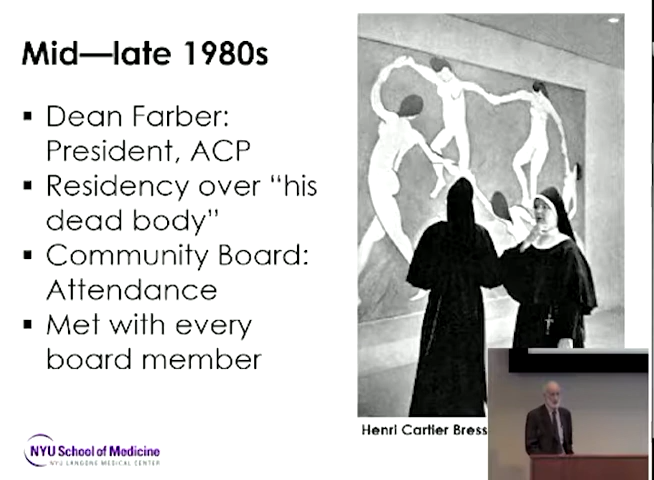 Mid—late 1980s
▪ Dean Farber:
President, ACP
▪ Residency over “his
dead body”
▪ Community Board:
Attendance
▪ Met with every
board member
Henri Cartier Bress
NYU School of Medicine
NYU LANGONE MEDICAL CENTER